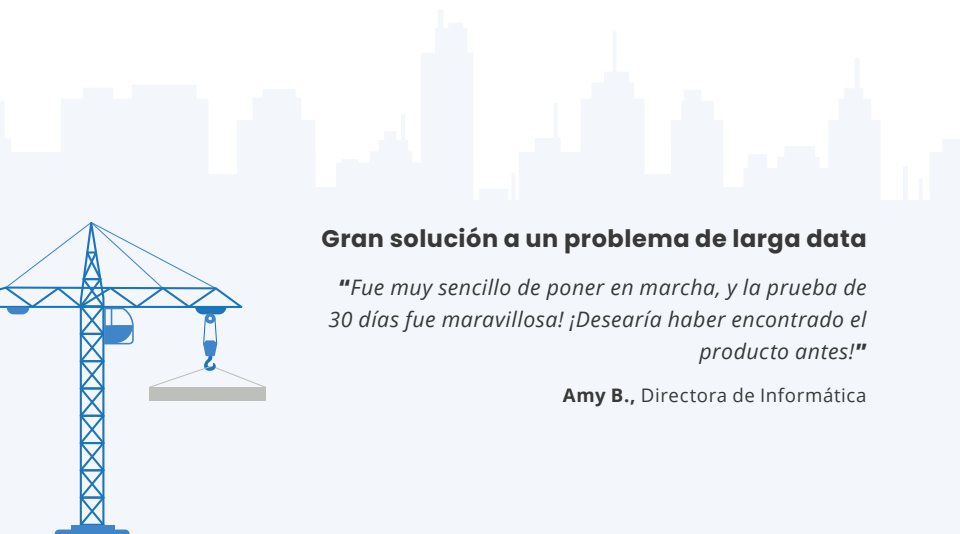 Gran solución a un problema de larga data
“Fue muy sencillo de poner en marcha, y la prueba de
30 días fue maravillosa! ¡Desearía haber encontrado el
producto antes!”
Amy B., Directora de Informática